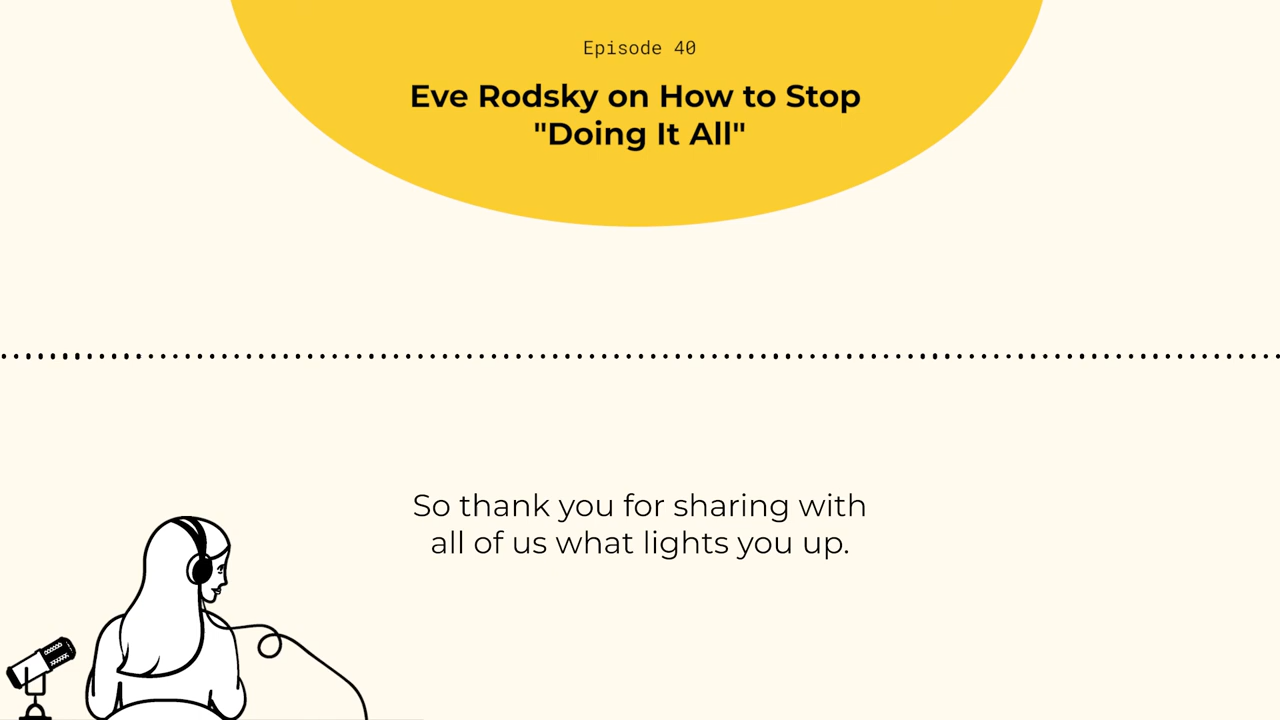 Episode 40
Eve Rodsky on How to Stop
"Doing It All"
So thank you for sharing with
all of us what lights you up.